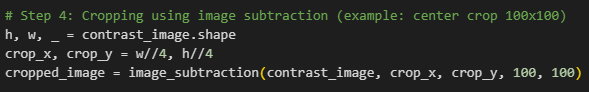 # Step 4: Cropping using image subtraction (example: center crop 100x100)
h, w, _ = contrast_image.shape
crop_x, crop_y = w//4, h//4
cropped_image = image_subtraction(contrast_image, crop_x, crop_y, 100, 100)